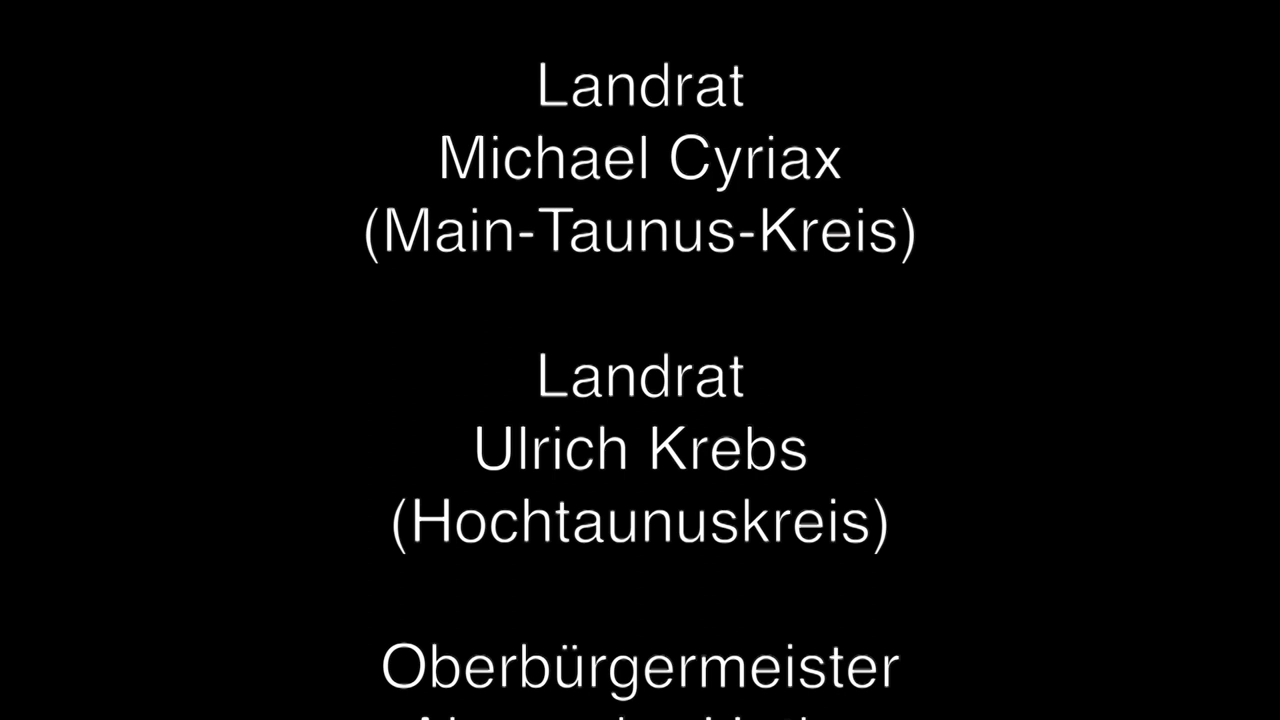 Landrat
Michael Cyriax
(Main-Taunus-Kreis)
Landrat
Ulrich Krebs
(Hochtaunuskreis)
Oberbürgermeister